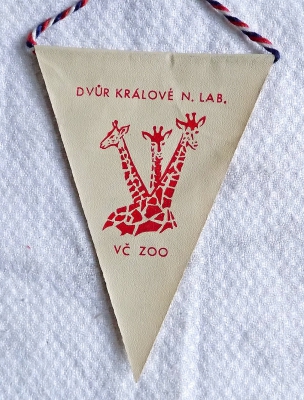 DVŮR KRÁLOVÉ N. LAB.
VČ ZOO